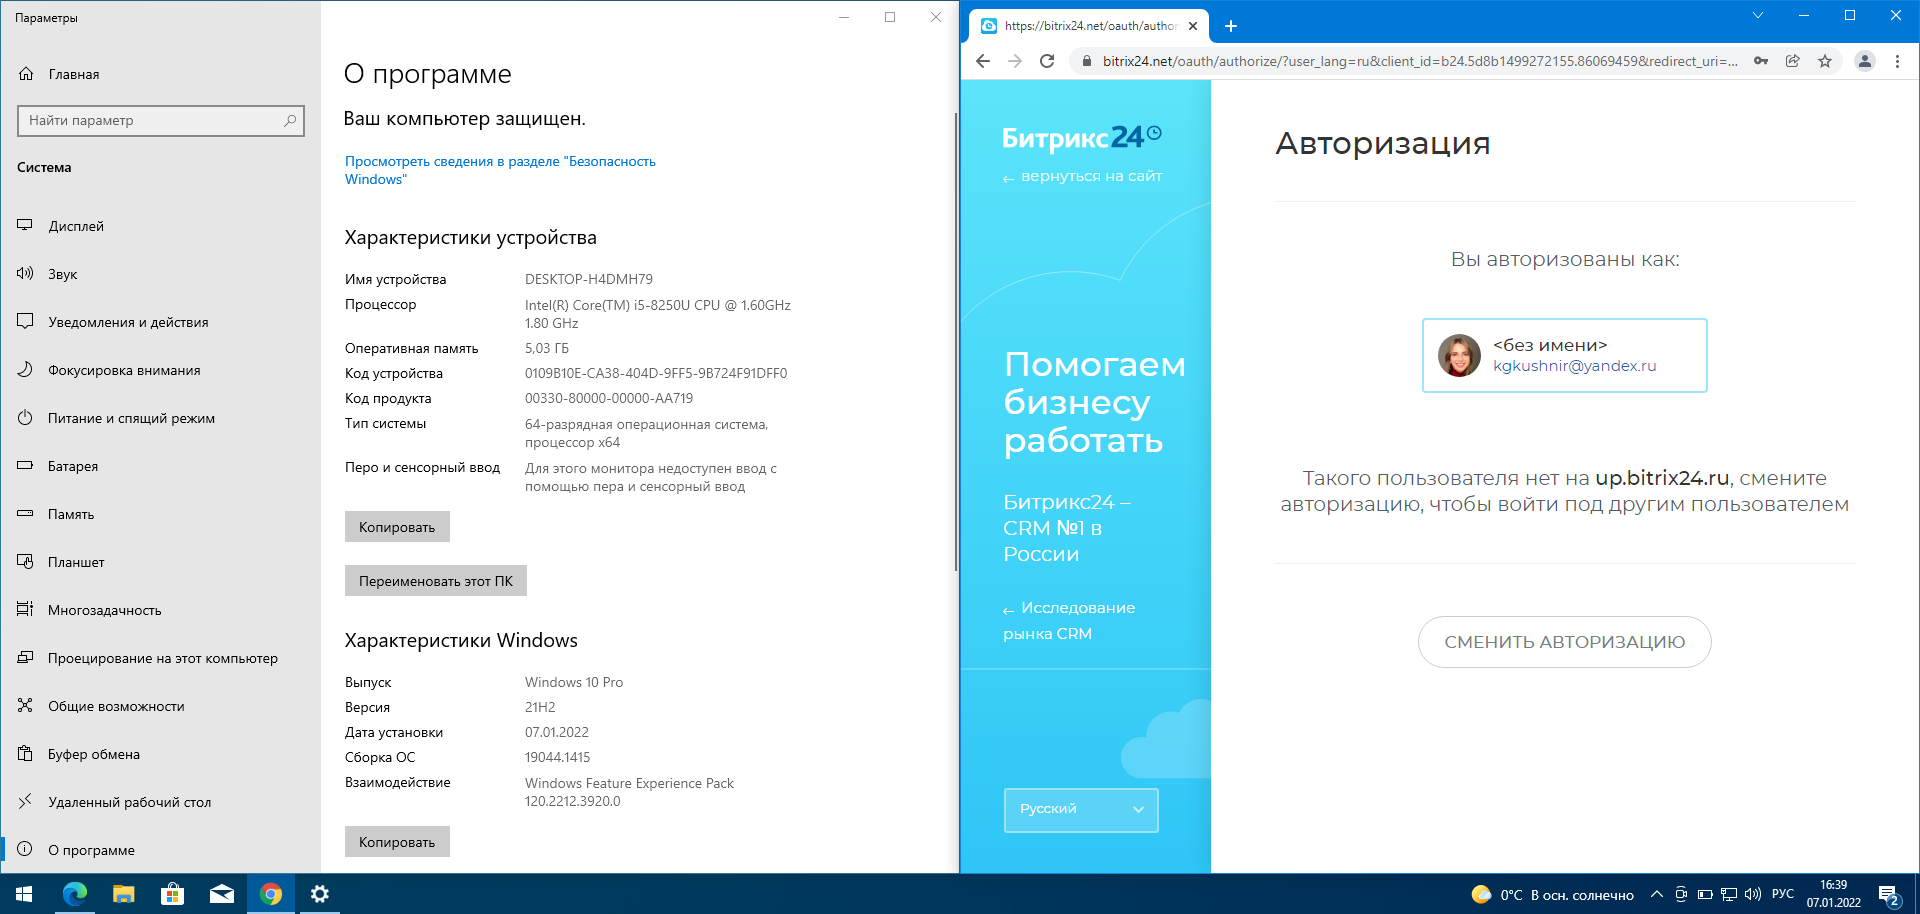 Параметры
Главная
Найти параметр
Система
Дисплей
Звук
Уведомления и действия
Фокусировка внимания
Питание и спящий режим
Батарея
Память
Планшет
Многозадачность
Проецирование на этот компьютер
Общие возможности
Буфер обмена
Удаленный рабочий стол
О программе
О программе
Ваш компьютер защищен.
Просмотреть сведения в разделе "Безопасность
Windows"
Характеристики устройства
Имя устройства DESKTOP-H4DMH79
Процессор Intel(R) Core(TM) i5-8250U CPU @ 1.60GHz
1.80 GHz
Оперативная память 5,03 ГБ
Код устройства 0109B10E-CA38-404D-9FF5-9B724F91DFF0
Код продукта 00330-80000-00000-AA719
Тип системы 64-разрядная операционная система,
процессор x64
Перо и сенсорный ввод Для этого монитора недоступен ввод с
помощью пера и сенсорный ввод
Копировать
Переименовать этот ПК
Характеристики Windows
Выпуск Windows 10 Pro
Версия 21H2
Дата установки 07.01.2022
Сборка ОС 19044.1415
Взаимодействие Windows Feature Experience Pack
120.2212.3920.0
Копировать
https://bitrix24.net/oauth/author
bitrix24.net/oauth/authorize/?user_lang=ru&client_id=b24.5d8b1499272155.86069459&redirect_uri=...
Битрикс24
← вернуться на сайт
Помогаем
бизнесу
работать
Битрикс24 –
CRM №1 в
России
← Исследование
рынка CRM
Русский
Авторизация
Вы авторизованы как:
<без имени>
kgkushnir@yandex.ru
Такого пользователя нет на up.bitrix24.ru, смените
авторизацию, чтобы войти под другим пользователем
СМЕНИТЬ АВТОРИЗАЦИЮ
0°C В осн. солнечно
РУС
16:39
07.01.2022
2